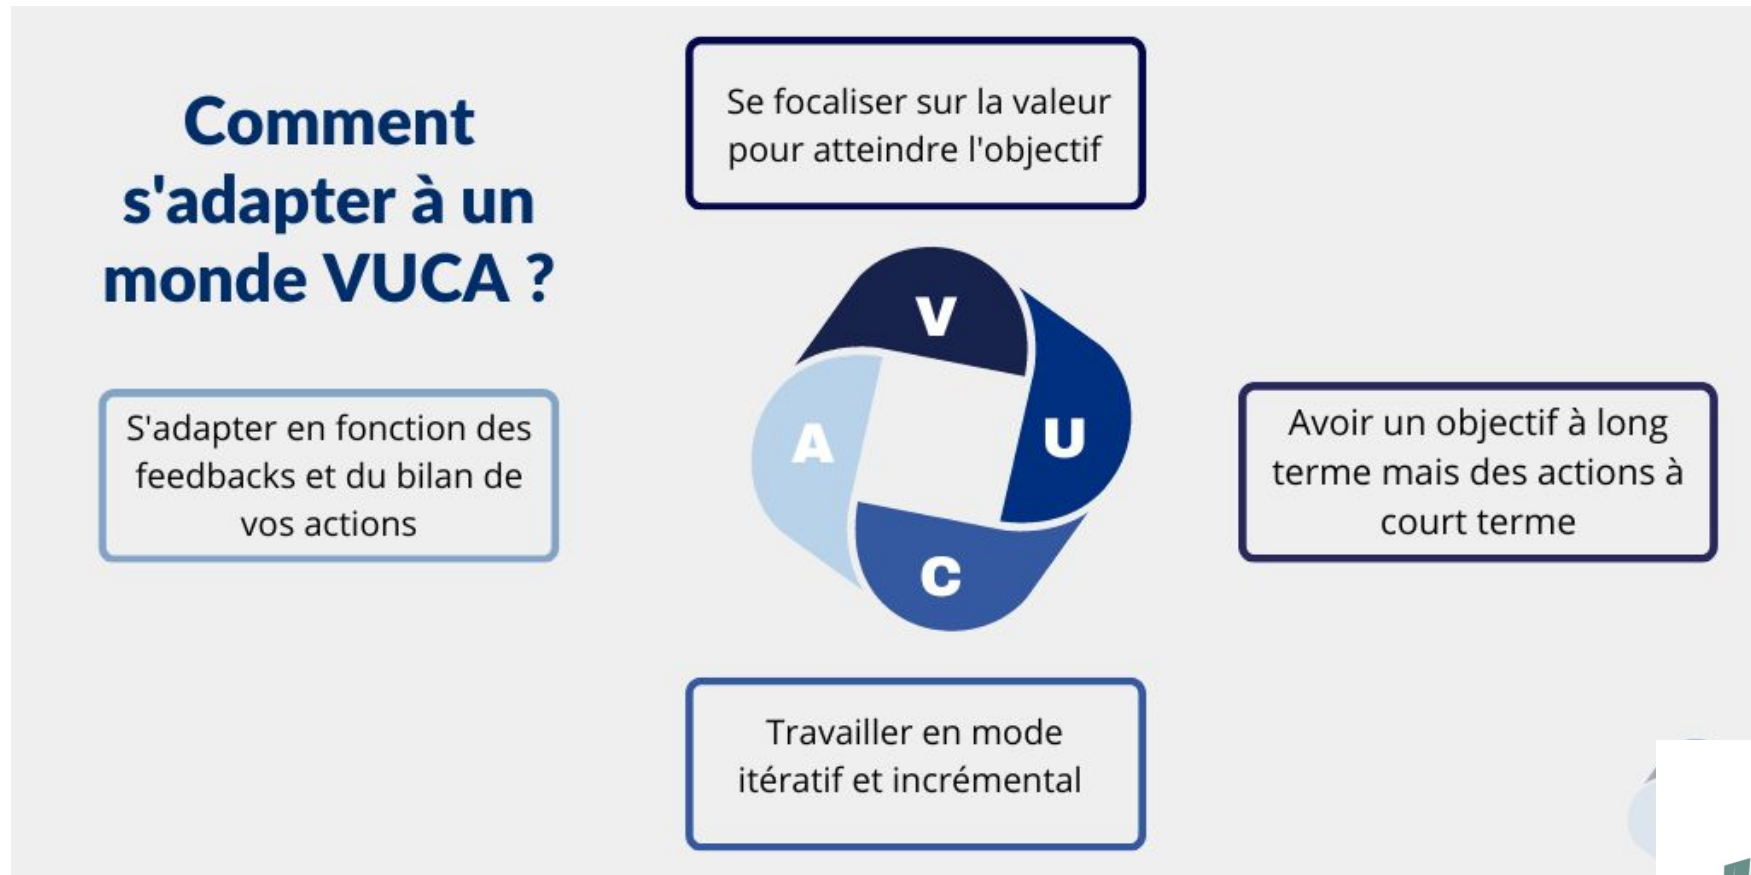 Comment
s'adapter à un
monde VUCA ?
Se focaliser sur la valeur
pour atteindre l'objectif
V
U
C
A
Avoir un objectif à long
terme mais des actions à
court terme
Travailler en mode
itératif et incrémental
S'adapter en fonction des
feedbacks et du bilan de
vos actions